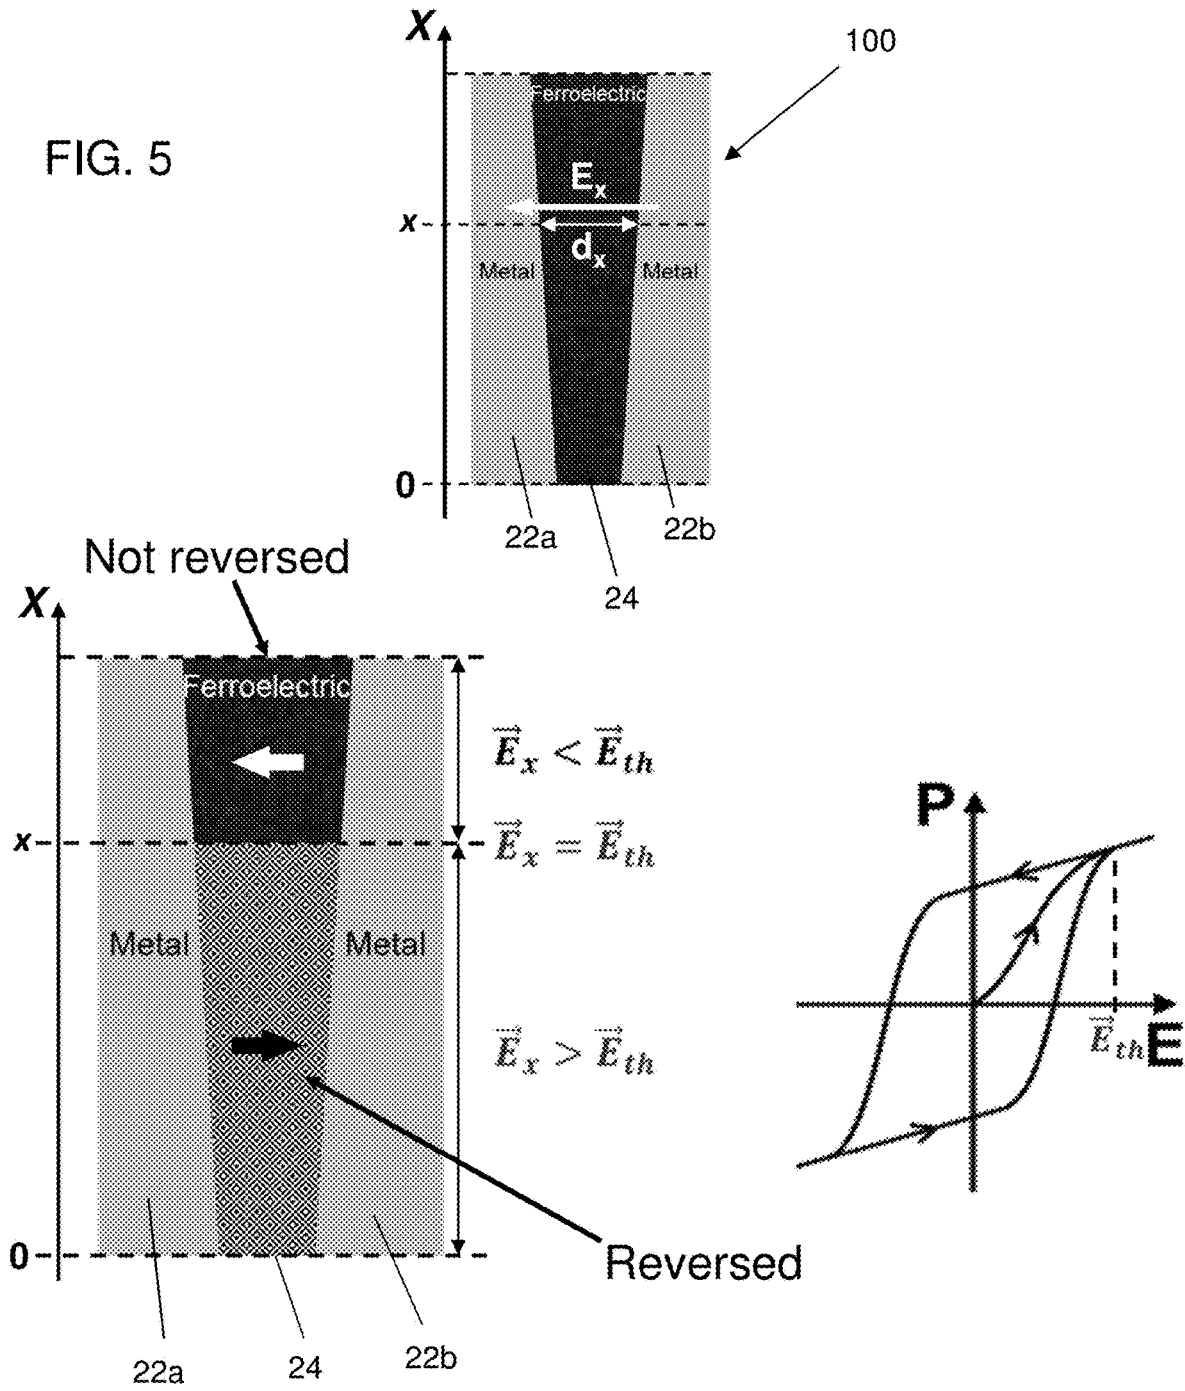 X
100
FIG. 5
Ferroelectric
Eₓ
x
dₓ
Metal
Metal
0
22a
22b
24
Not reversed
X
Ferroelectric
E⃗ₓ < E⃗ₜₕ
x
E⃗ₓ = E⃗ₜₕ
P
Metal
Metal
E⃗ₓ > E⃗ₜₕ
E⃗ₜₕ
E
0
Reversed
22a
24
22b